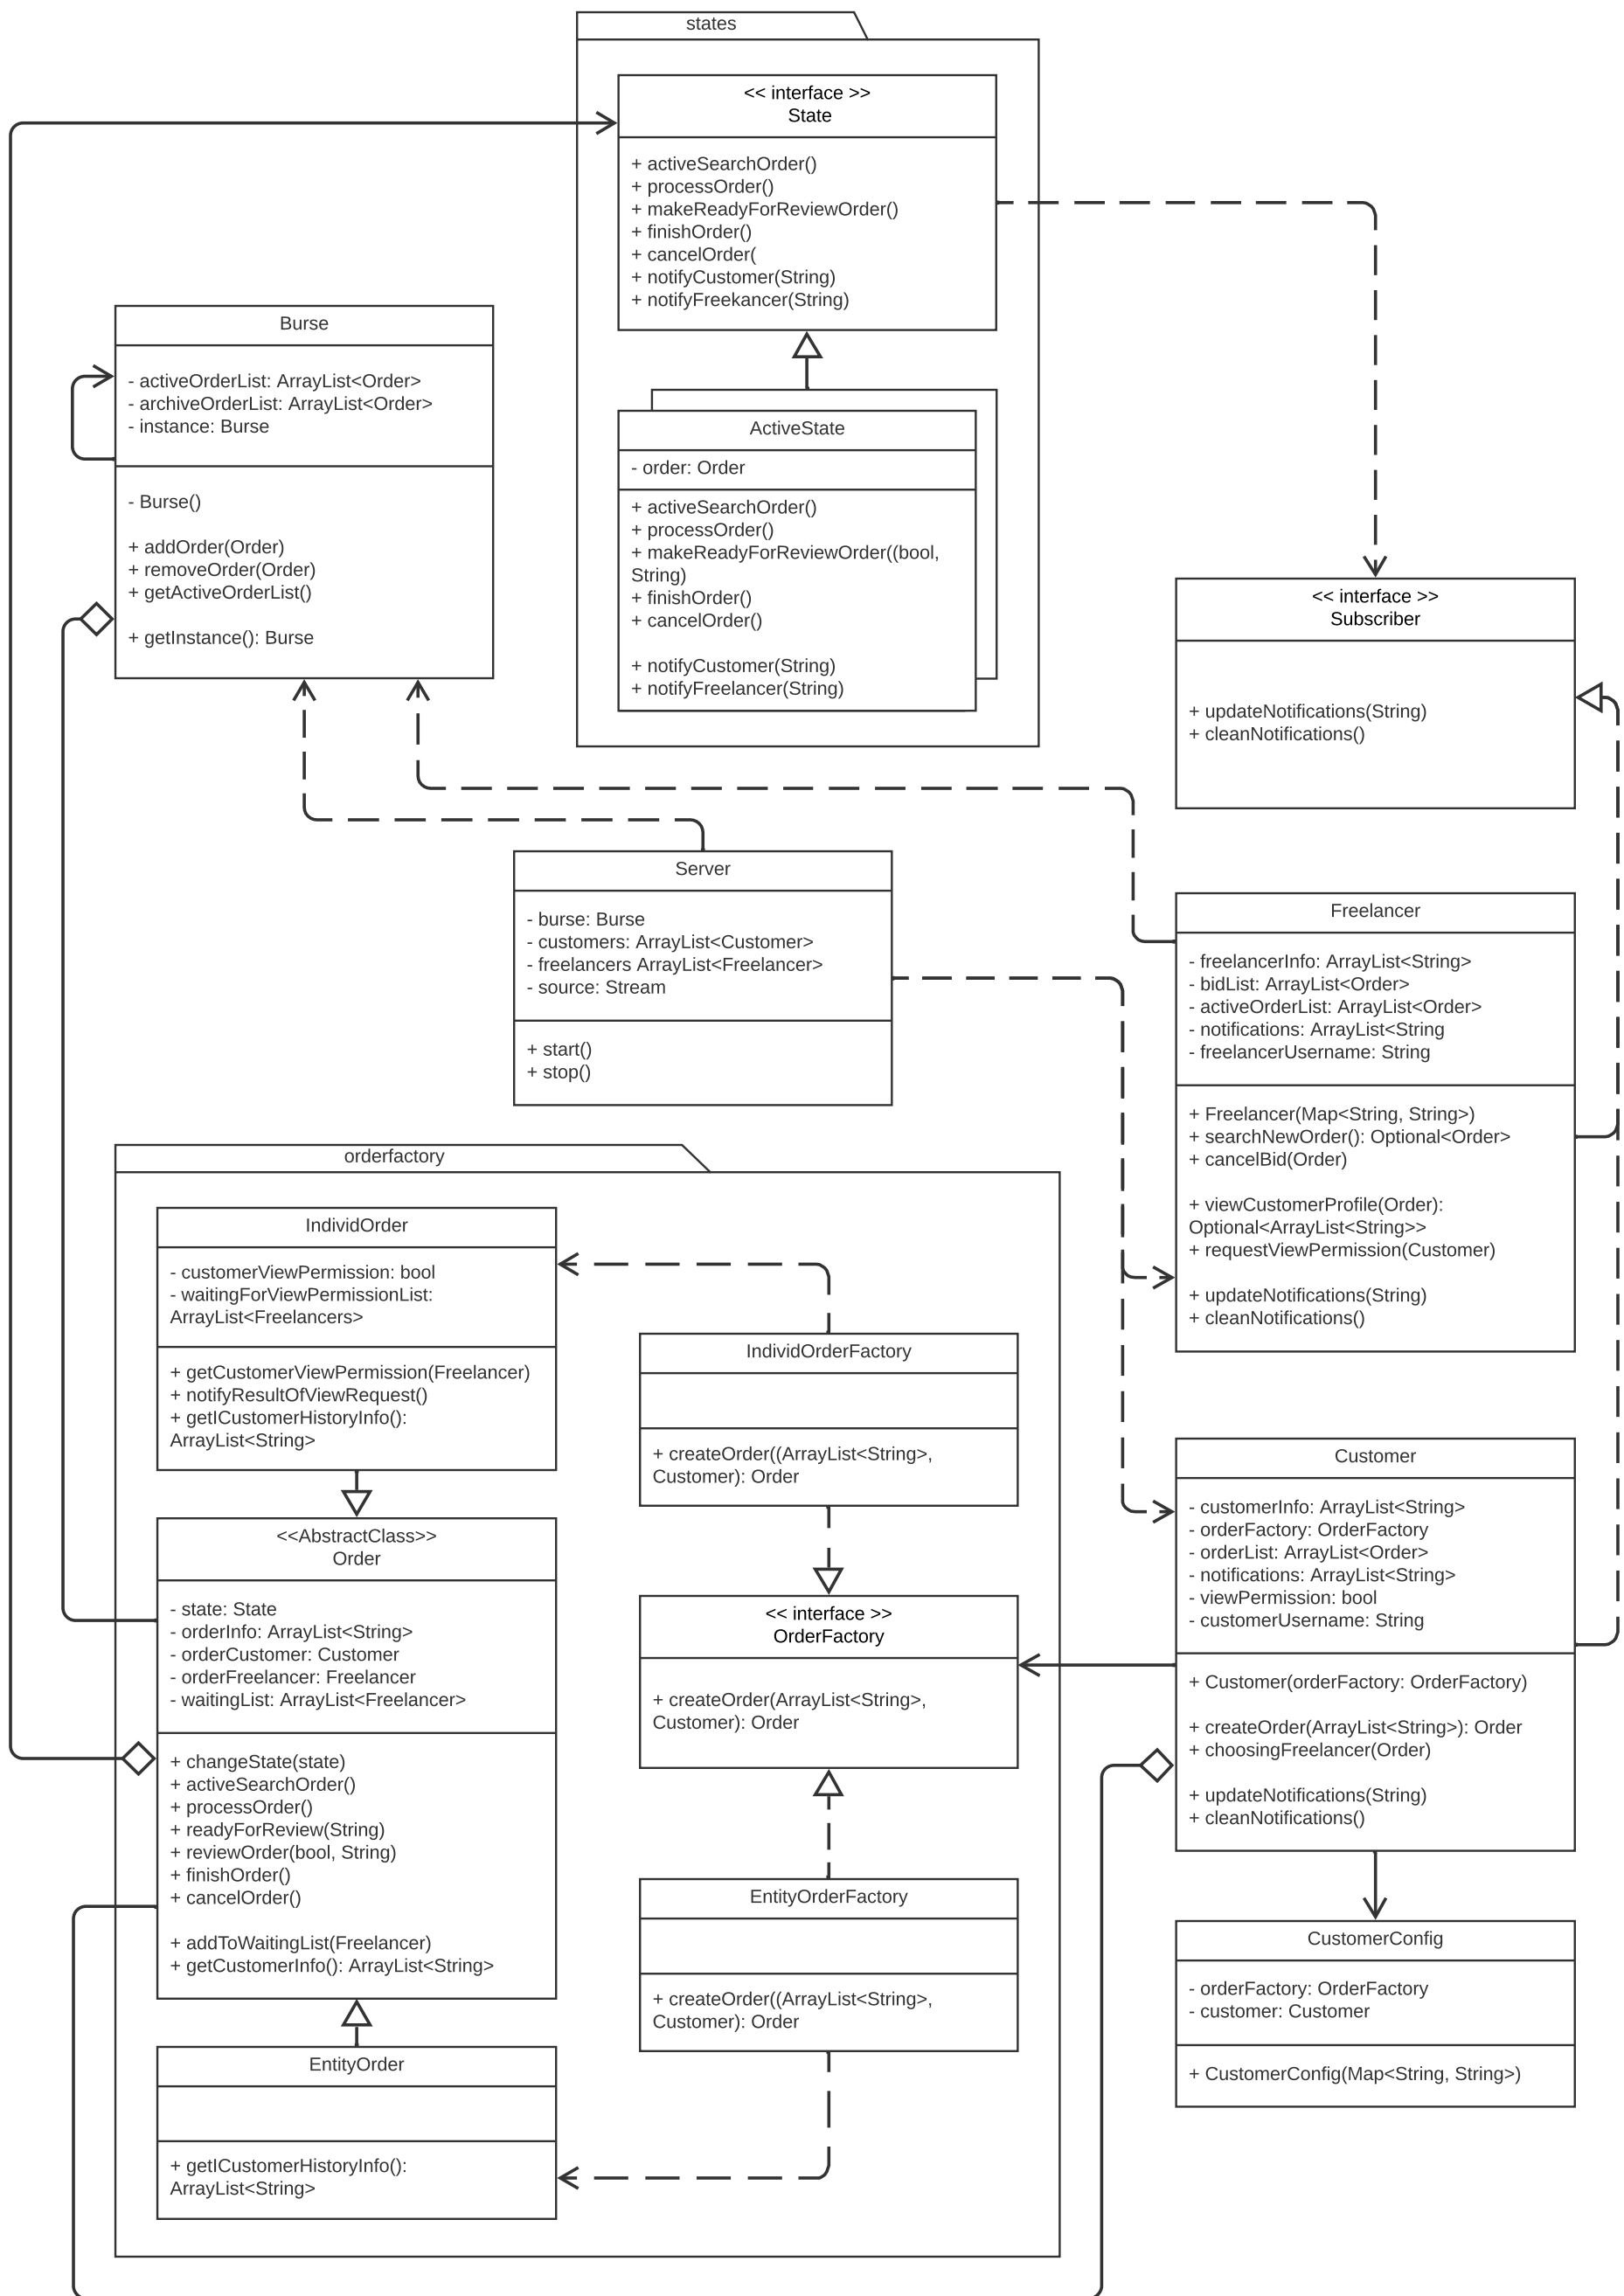 states
<< interface >>
State
+ activeSearchOrder()
+ processOrder()
+ makeReadyForReviewOrder()
+ finishOrder()
+ cancelOrder(
+ notifyCustomer(String)
+ notifyFreekancer(String)
ActiveState
- order: Order
+ activeSearchOrder()
+ processOrder()
+ makeReadyForReviewOrder((bool,
String)
+ finishOrder()
+ cancelOrder()
+ notifyCustomer(String)
+ notifyFreelancer(String)
Burse
- activeOrderList: ArrayList<Order>
- archiveOrderList: ArrayList<Order>
- instance: Burse
- Burse()
+ addOrder(Order)
+ removeOrder(Order)
+ getActiveOrderList()
+ getInstance(): Burse
<< interface >>
Subscriber
+ updateNotifications(String)
+ cleanNotifications()
Server
- burse: Burse
- customers: ArrayList<Customer>
- freelancers ArrayList<Freelancer>
- source: Stream
+ start()
+ stop()
Freelancer
- freelancerInfo: ArrayList<String>
- bidList: ArrayList<Order>
- activeOrderList: ArrayList<Order>
- notifications: ArrayList<String
- freelancerUsername: String
+ Freelancer(Map<String, String>)
+ searchNewOrder(): Optional<Order>
+ cancelBid(Order)
+ viewCustomerProfile(Order):
Optional<ArrayList<String>>
+ requestViewPermission(Customer)
+ updateNotifications(String)
+ cleanNotifications()
orderfactory
IndividOrder
- customerViewPermission: bool
- waitingForViewPermissionList:
ArrayList<Freelancers>
+ getCustomerViewPermission(Freelancer)
+ notifyResultOfViewRequest()
+ getICustomerHistoryInfo():
ArrayList<String>
IndividOrderFactory
+ createOrder((ArrayList<String>,
Customer): Order
<<AbstractClass>>
Order
- state: State
- orderInfo: ArrayList<String>
- orderCustomer: Customer
- orderFreelancer: Freelancer
- waitingList: ArrayList<Freelancer>
+ changeState(state)
+ activeSearchOrder()
+ processOrder()
+ readyForReview(String)
+ reviewOrder(bool, String)
+ finishOrder()
+ cancelOrder()
+ addToWaitingList(Freelancer)
+ getCustomerInfo(): ArrayList<String>
<< interface >>
OrderFactory
+ createOrder(ArrayList<String>,
Customer): Order
Customer
- customerInfo: ArrayList<String>
- orderFactory: OrderFactory
- orderList: ArrayList<Order>
- notifications: ArrayList<String>
- viewPermission: bool
- customerUsername: String
+ Customer(orderFactory: OrderFactory)
+ createOrder(ArrayList<String>): Order
+ choosingFreelancer(Order)
+ updateNotifications(String)
+ cleanNotifications()
EntityOrderFactory
+ createOrder((ArrayList<String>,
Customer): Order
CustomerConfig
- orderFactory: OrderFactory
- customer: Customer
+ CustomerConfig(Map<String, String>)
EntityOrder
+ getICustomerHistoryInfo():
ArrayList<String>